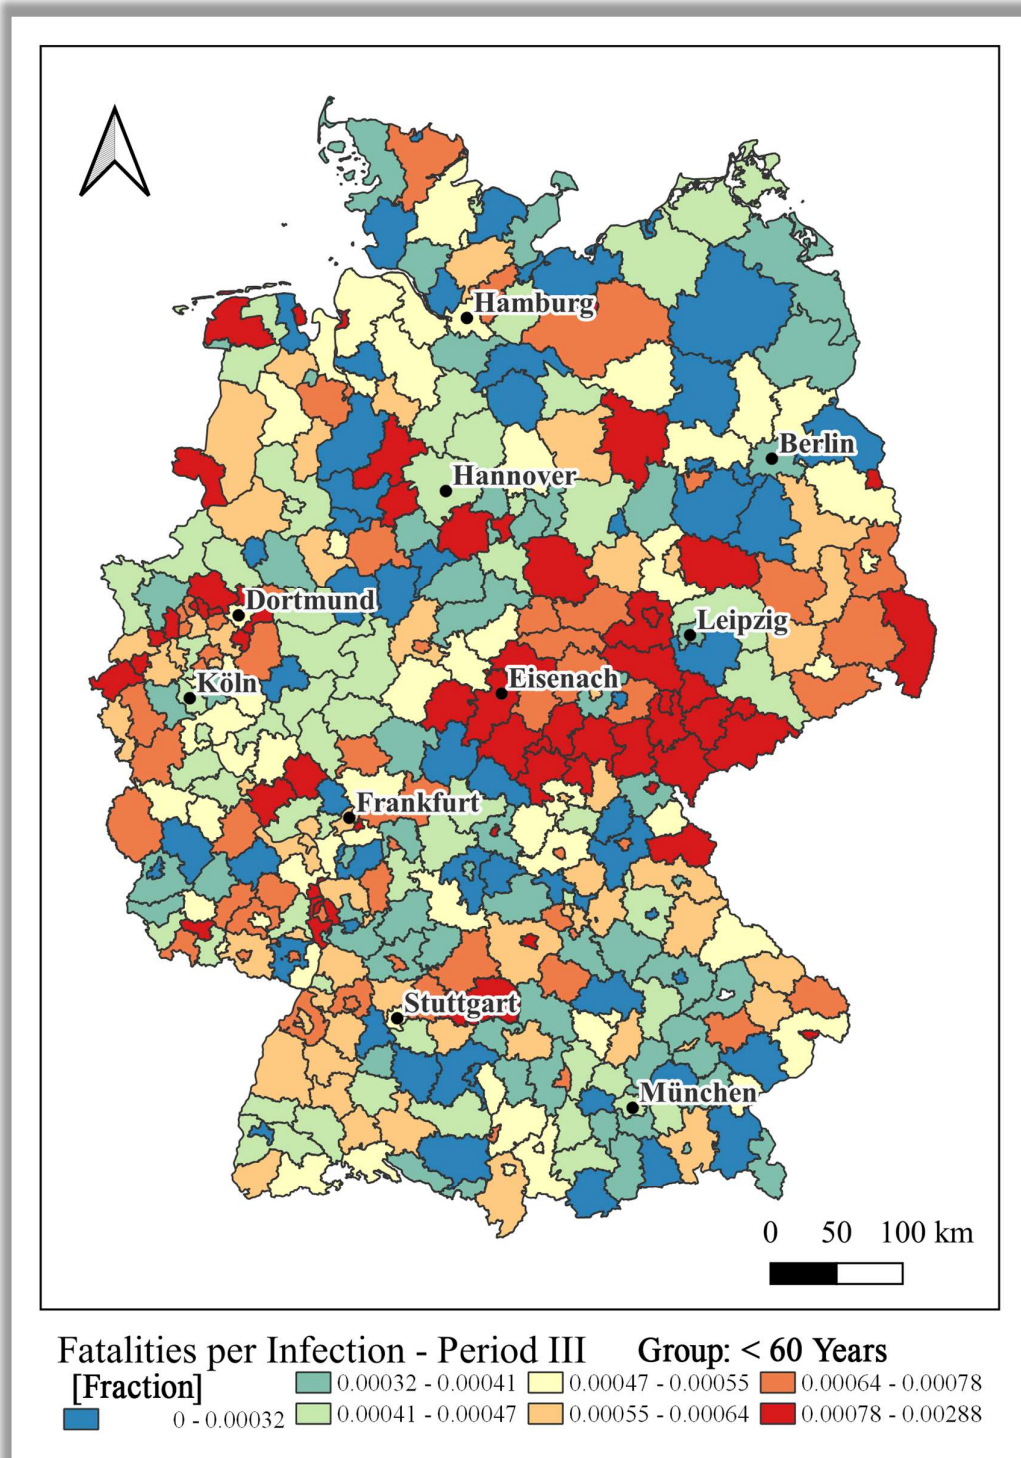 Hamburg
Berlin
Hannover
Dortmund
Leipzig
Eisenach
Köln
Frankfurt
Stuttgart
München
0 50 100 km
Fatalities per Infection - Period III Group: < 60 Years
[Fraction]
0.00032 - 0.00041 0.00047 - 0.00055 0.00064 - 0.00078
0 - 0.00032 0.00041 - 0.00047 0.00055 - 0.00064 0.00078 - 0.00288